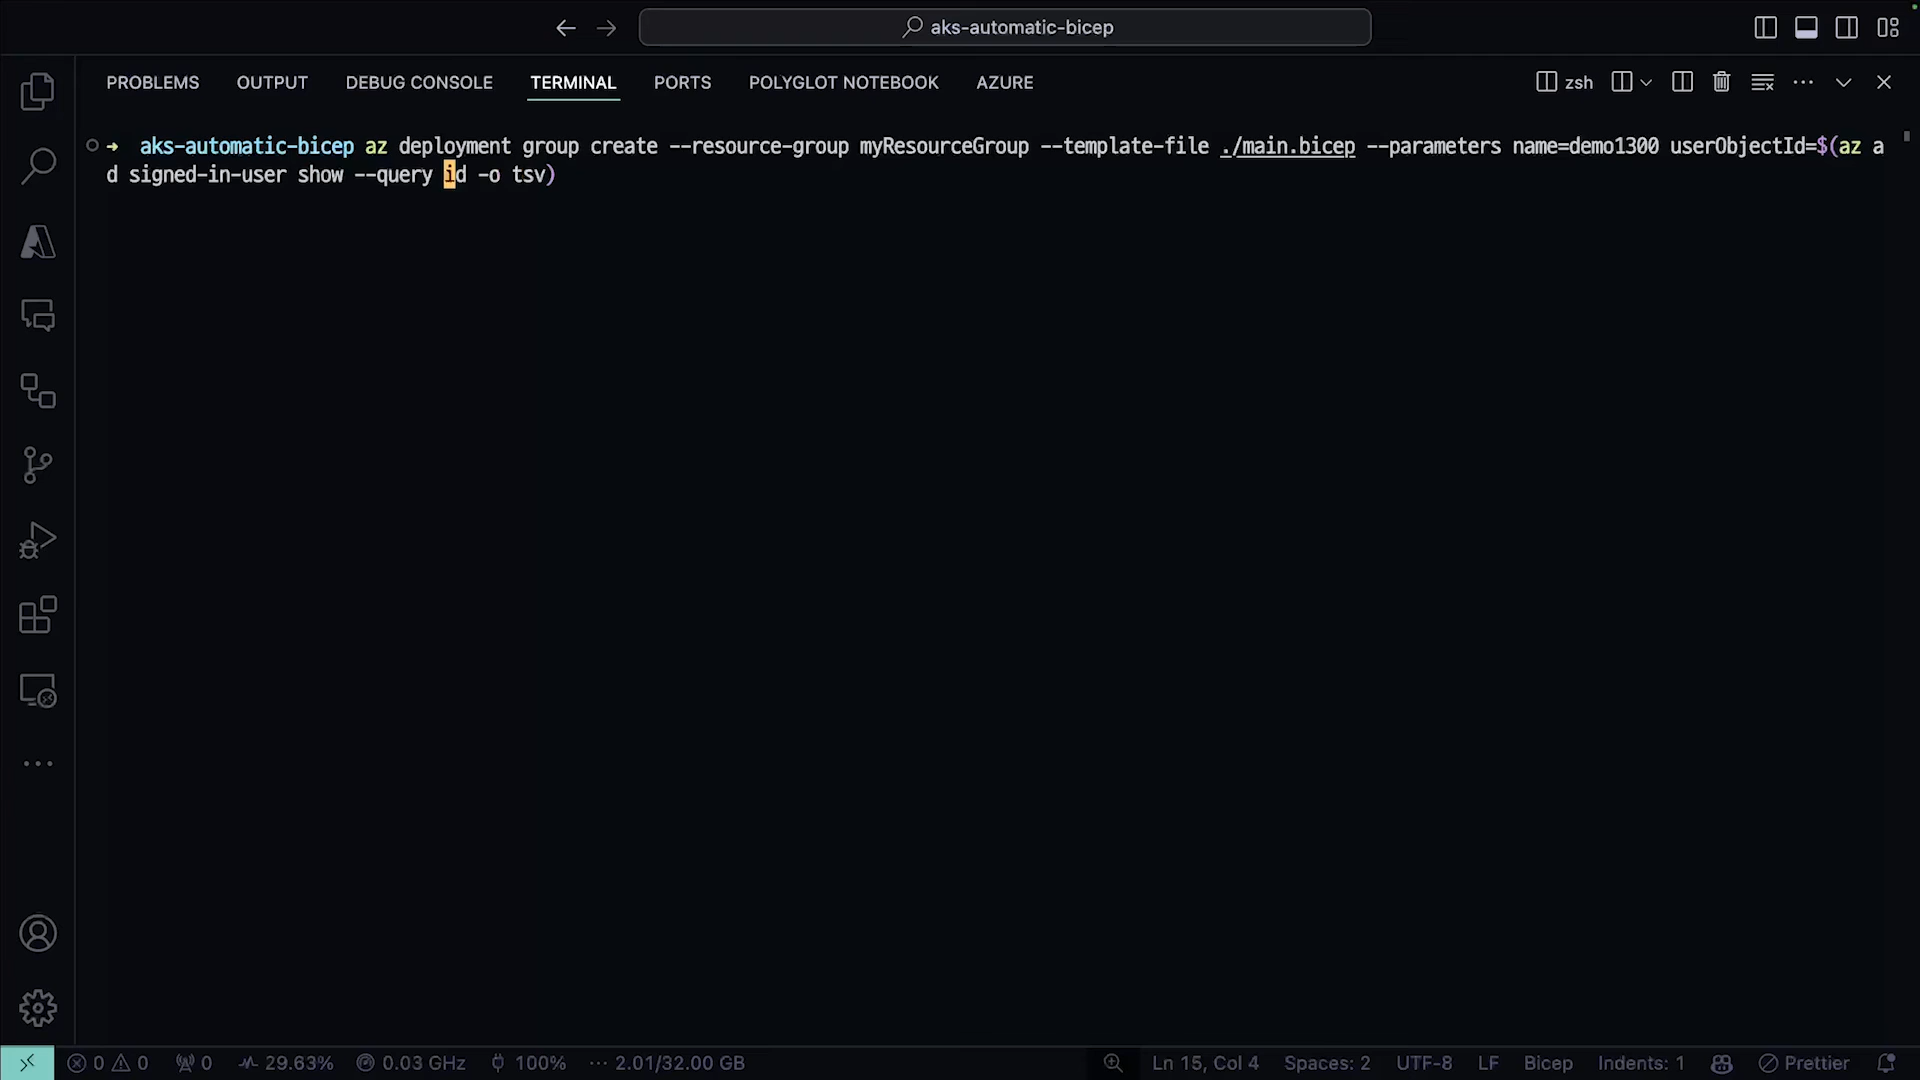 aks-automatic-bicep
PROBLEMS OUTPUT DEBUG CONSOLE TERMINAL PORTS POLYGLOT NOTEBOOK AZURE zsh
➜ aks-automatic-bicep az deployment group create --resource-group myResourceGroup --template-file ./main.bicep --parameters name=demo1300 userObjectId=$(az a
d signed-in-user show --query id -o tsv)
0 0 0 29.63% 0.03 GHz 100% 2.01/32.00 GB Ln 15, Col 4 Spaces: 2 UTF-8 LF Bicep Indents: 1 Prettier